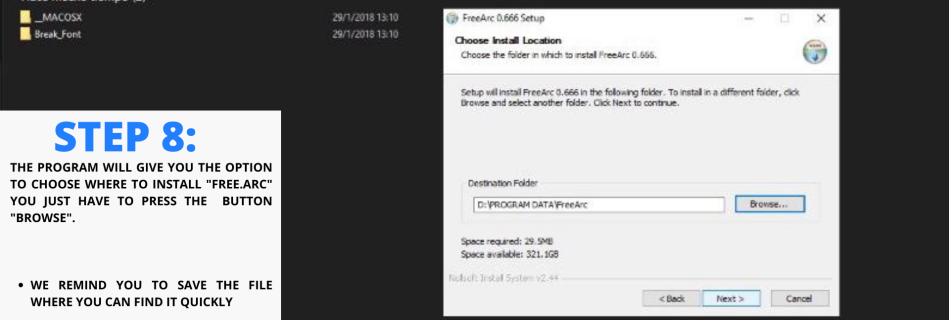 __MACOSX 29/1/2018 13:10
Break_Font 29/1/2018 13:10
STEP 8:
THE PROGRAM WILL GIVE YOU THE OPTION
TO CHOOSE WHERE TO INSTALL "FREE.ARC"
YOU JUST HAVE TO PRESS THE BUTTON
"BROWSE".
• WE REMIND YOU TO SAVE THE FILE
WHERE YOU CAN FIND IT QUICKLY
FreeArc 0.666 Setup
Choose Install Location
Choose the folder in which to install FreeArc 0.666.
Setup will install FreeArc 0.666 in the following folder. To install in a different folder, click
Browse and select another folder. Click Next to continue.
Destination Folder
D:\PROGRAM DATA\FreeArc
Browse...
Space required: 29.5MB
Space available: 321.1GB
Nullsoft Install System v2.44
< Back Next > Cancel